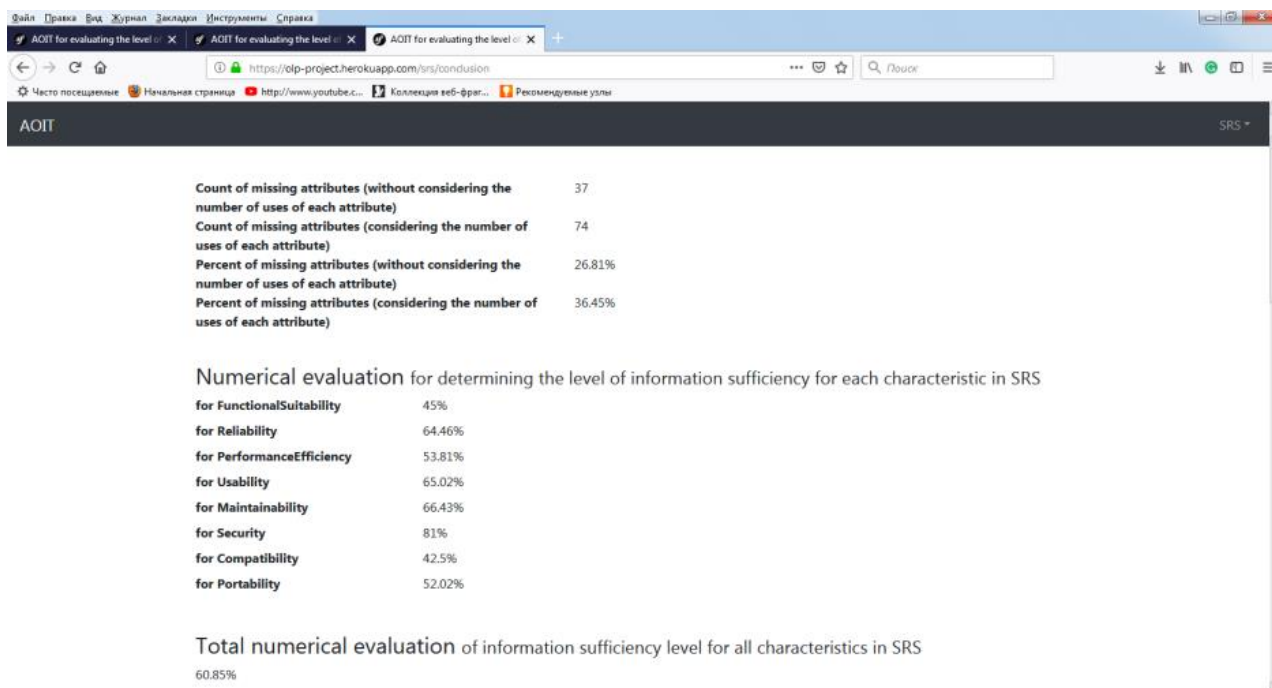 Файл Правка Вид Журнал Закладки Инструменты Справка
AOIT for evaluating the level of AOIT for evaluating the level of AOIT for evaluating the level of
https://olp-project.herokuapp.com/srs/conclusion Поиск
Часто посещаемые Начальная страница http://www.youtube.c... Коллекция веб-фраг... Рекомендуемые узлы
AOIT SRS
Count of missing attributes (without considering the 37
number of uses of each attribute)
Count of missing attributes (considering the number of 74
uses of each attribute)
Percent of missing attributes (without considering the 26.81%
number of uses of each attribute)
Percent of missing attributes (considering the number of 36.45%
uses of each attribute)
Numerical evaluation for determining the level of information sufficiency for each characteristic in SRS
for FunctionalSuitability 45%
for Reliability 64.46%
for PerformanceEfficiency 53.81%
for Usability 65.02%
for Maintainability 66.43%
for Security 81%
for Compatibility 42.5%
for Portability 52.02%
Total numerical evaluation of information sufficiency level for all characteristics in SRS
60.85%